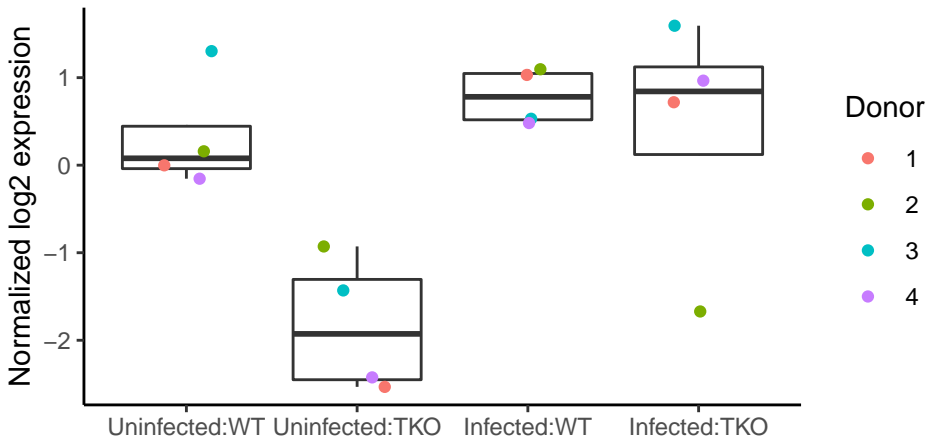 Normalized log2 expression
1
0
−1
−2
Uninfected:WT
Uninfected:TKO
Infected:WT
Infected:TKO
Donor
1
2
3
4